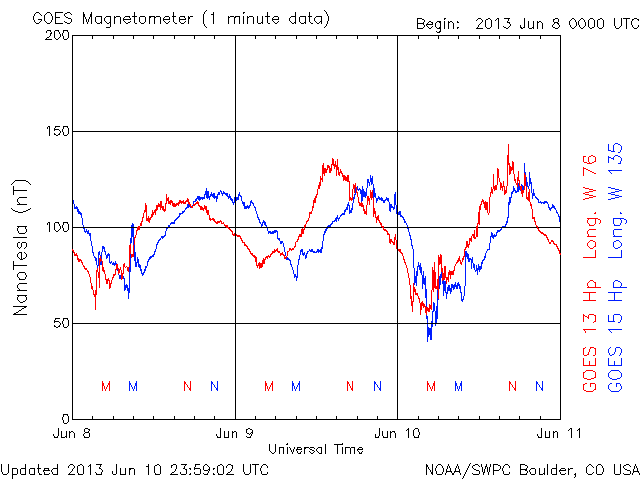 GOES Magnetometer (1 minute data)
Begin: 2013 Jun 8 0000 UTC
200
150
100
50
0
NanoTesla (nT)
M M N N M M N N M M N N
Jun 8 Jun 9 Jun 10 Jun 11
Universal Time
GOES 13 Hp Long. W 76
GOES 15 Hp Long. W 135
Updated 2013 Jun 10 23:59:02 UTC
NOAA/SWPC Boulder, CO USA